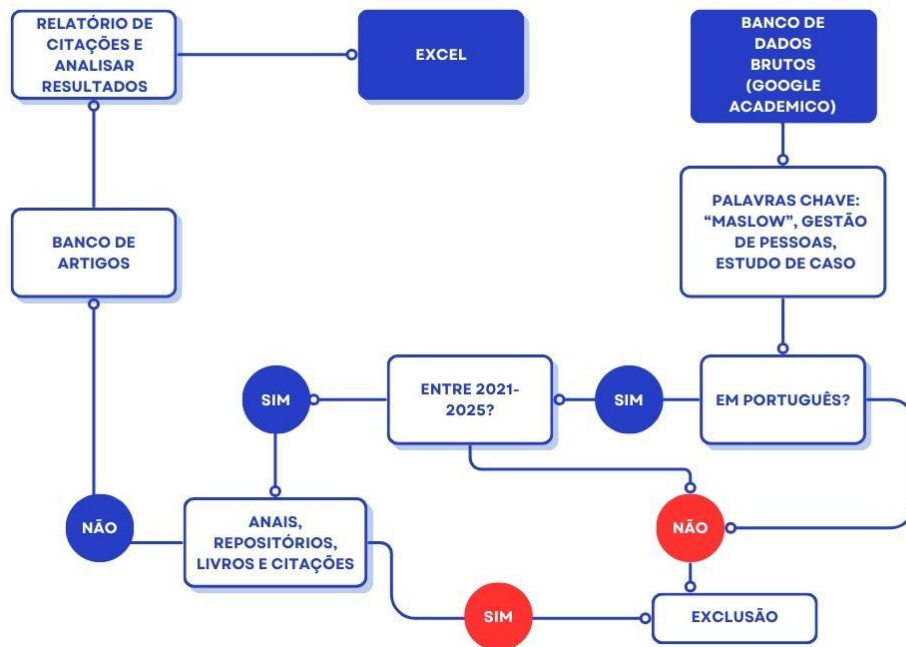 RELATÓRIO DE
CITAÇÕES E
ANALISAR
RESULTADOS
EXCEL
BANCO DE
DADOS
BRUTOS
(GOOGLE
ACADEMICO)
PALAVRAS CHAVE:
“MASLOW”, GESTÃO
DE PESSOAS,
ESTUDO DE CASO
BANCO DE
ARTIGOS
SIM
ENTRE 2021-
2025?
SIM
EM PORTUGUÊS?
NÃO
ANAIS,
REPOSITÓRIOS,
LIVROS E CITAÇÕES
NÃO
SIM
EXCLUSÃO